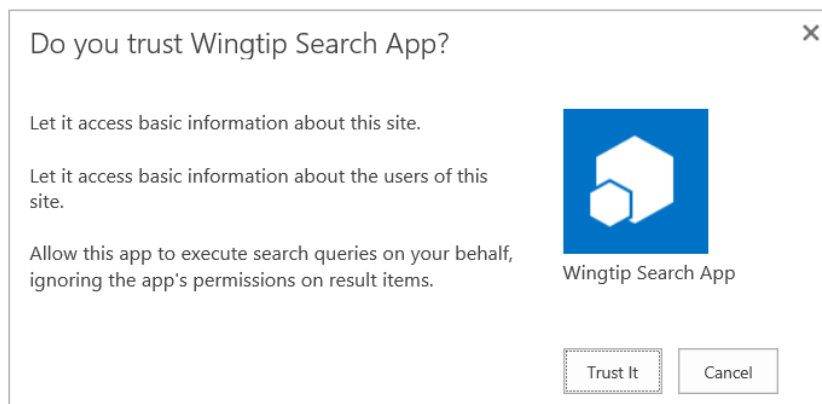 Do you trust Wingtip Search App?
Let it access basic information about this site.
Let it access basic information about the users of this
site.
Allow this app to execute search queries on your behalf,
ignoring the app's permissions on result items.
Wingtip Search App
Trust It
Cancel